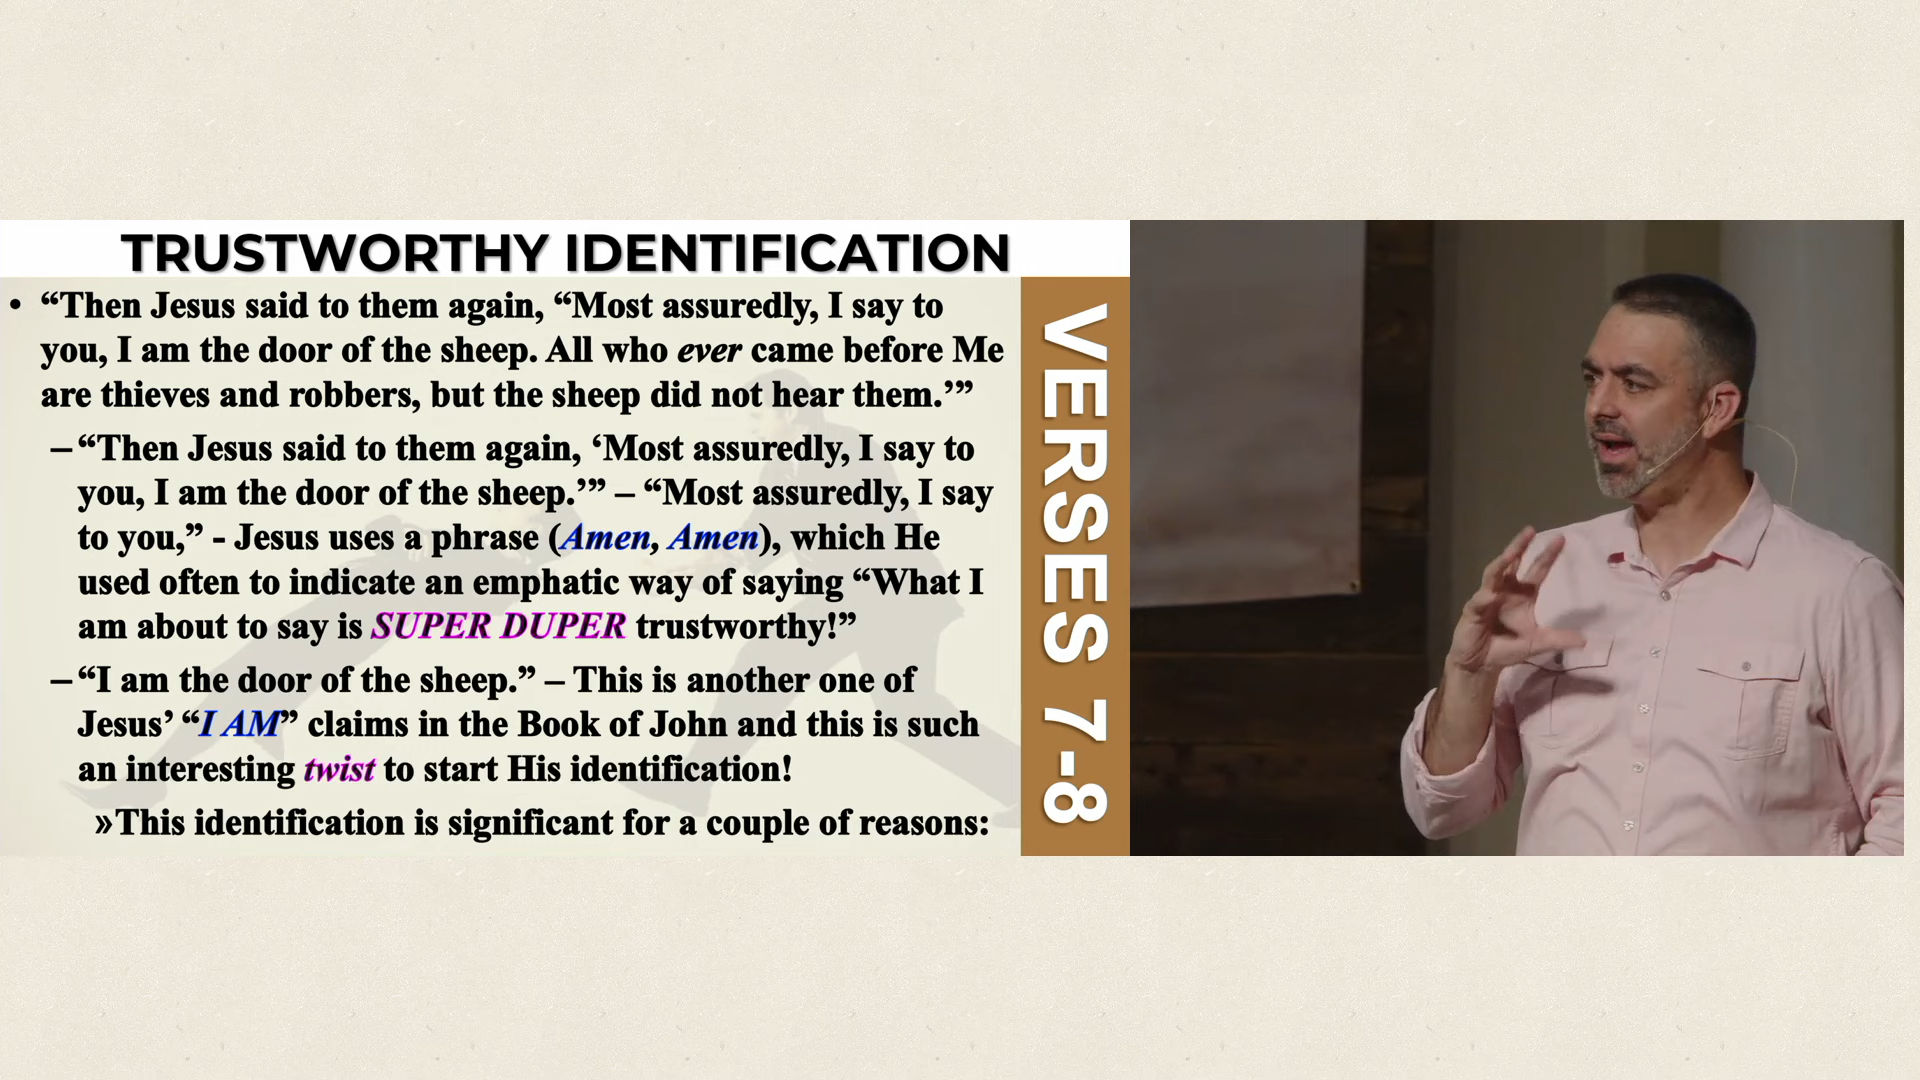 TRUSTWORTHY IDENTIFICATION
• “Then Jesus said to them again, “Most assuredly, I say to
you, I am the door of the sheep. All who ever came before Me
are thieves and robbers, but the sheep did not hear them.’”
– “Then Jesus said to them again, ‘Most assuredly, I say to
you, I am the door of the sheep.’” – “Most assuredly, I say
to you,” - Jesus uses a phrase (Amen, Amen), which He
used often to indicate an emphatic way of saying “What I
am about to say is SUPER DUPER trustworthy!”
– “I am the door of the sheep.” – This is another one of
Jesus’ “I AM” claims in the Book of John and this is such
an interesting twist to start His identification!
» This identification is significant for a couple of reasons:
VERSES 7-8